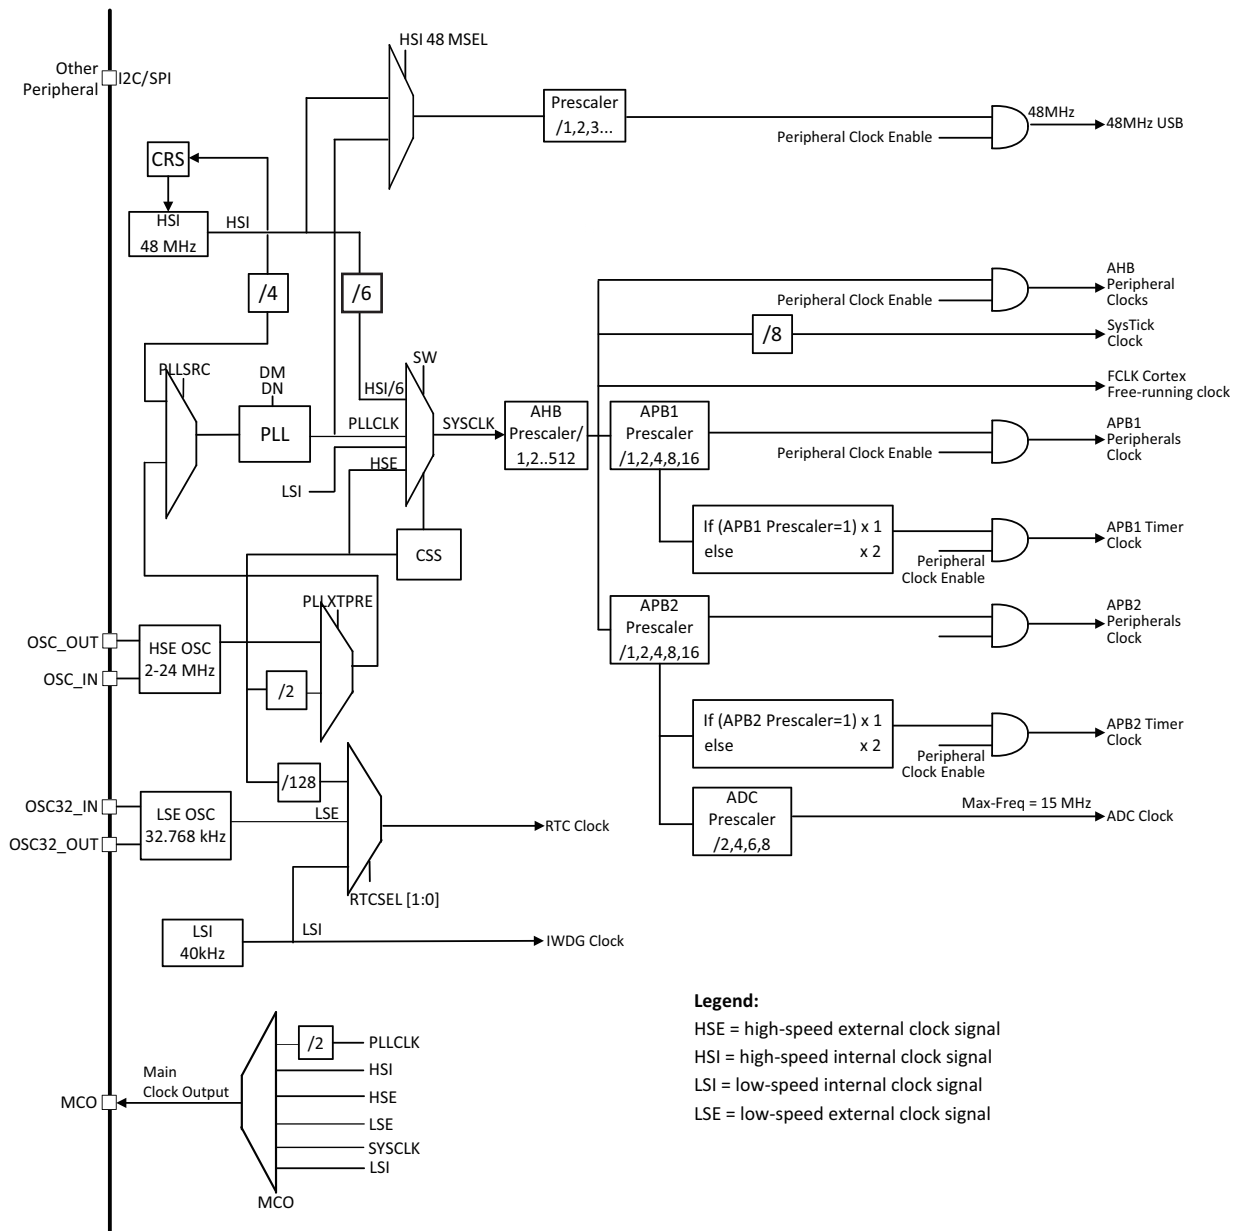 HSI 48 MSEL
Other
Peripheral
I2C/SPI
Prescaler
/1,2,3...
48MHz
48MHz USB
Peripheral Clock Enable
CRS
HSI
48 MHz
HSI
/4
/6
AHB
Peripheral
Clocks
Peripheral Clock Enable
/8
SysTick
Clock
PLLSRC
DM
DN
SW
HSI/6
FCLK Cortex
Free-running clock
PLL
PLLCLK
SYSCLK
AHB
Prescaler/
1,2..512
APB1
Prescaler
/1,2,4,8,16
Peripheral Clock Enable
APB1
Peripherals
Clock
HSE
LSI
CSS
If (APB1 Prescaler=1) x 1
else x 2
Peripheral
Clock Enable
APB1 Timer
Clock
PLLXTPRE
OSC_OUT
OSC_IN
HSE OSC
2-24 MHz
/2
APB2
Prescaler
/1,2,4,8,16
APB2
Peripherals
Clock
If (APB2 Prescaler=1) x 1
else x 2
Peripheral
Clock Enable
APB2 Timer
Clock
/128
OSC32_IN
OSC32_OUT
LSE OSC
32.768 kHz
LSE
RTC Clock
ADC
Prescaler
/2,4,6,8
Max-Freq = 15 MHz
ADC Clock
RTCSEL [1:0]
LSI
40kHz
LSI
IWDG Clock
Legend:
HSE = high-speed external clock signal
HSI = high-speed internal clock signal
LSI = low-speed internal clock signal
LSE = low-speed external clock signal
/2
PLLCLK
HSI
HSE
LSE
SYSCLK
LSI
Main
Clock Output
MCO
MCO